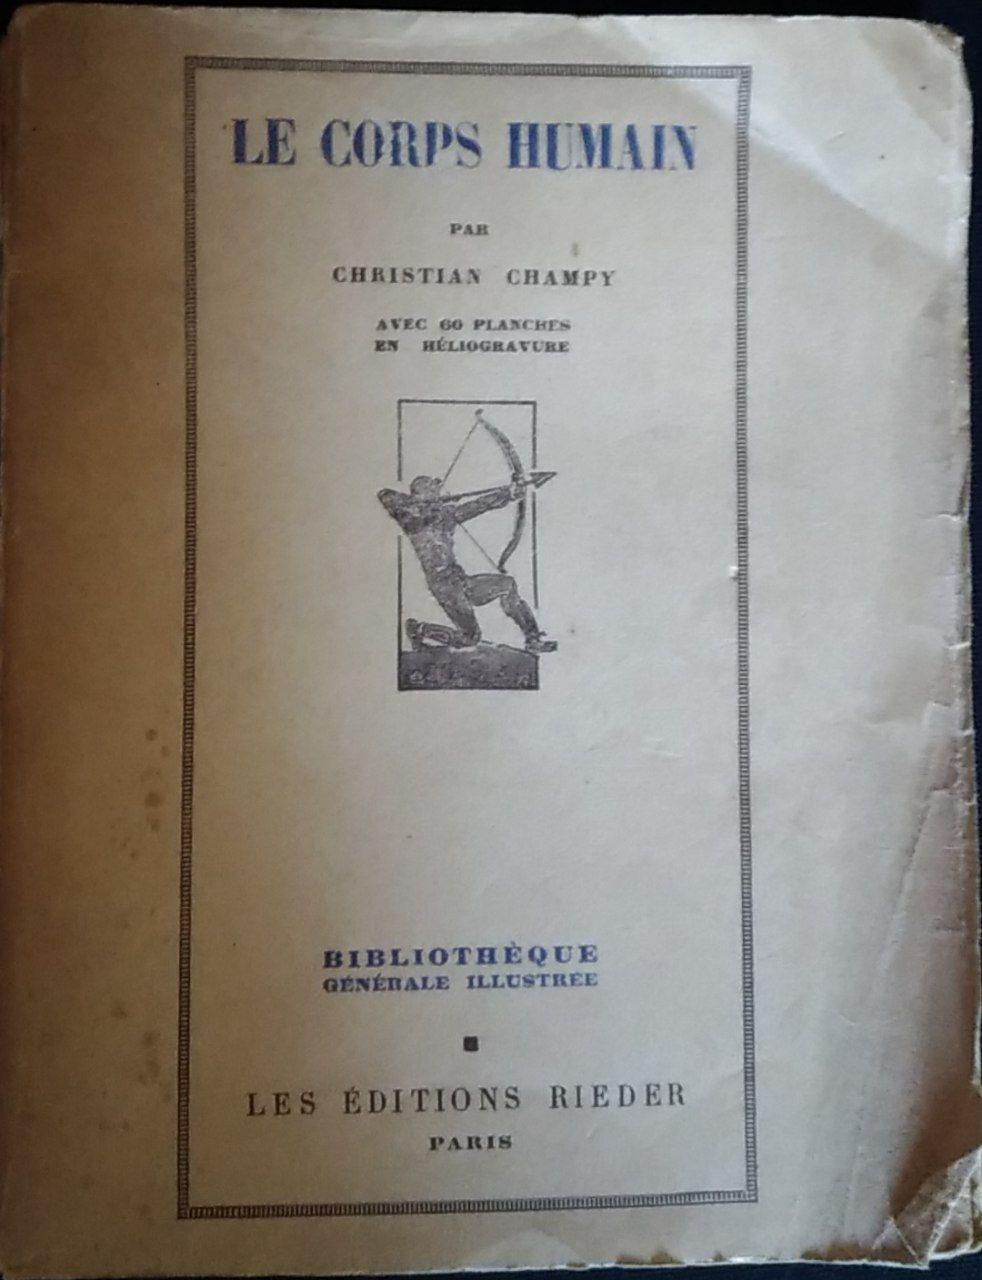 LE CORPS HUMAIN
PAR
CHRISTIAN CHAMPY
AVEC 60 PLANCHES
EN HÉLIOGRAVURE
BIBLIOTHÈQUE
GÉNÉRALE ILLUSTRÉE
LES ÉDITIONS RIEDER
PARIS